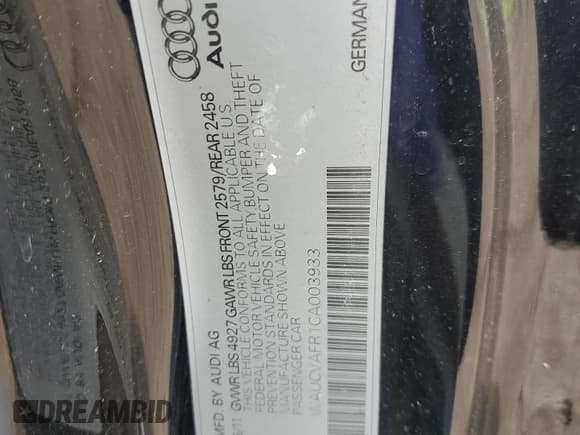 Audi
GERMANY
MFD. BY AUDI AG
/11 GVWR LBS 4927 GAWR LBS FRONT 2579/REAR 2458
THIS VEHICLE CONFORMS TO ALL APPLICABLE U.S.
FEDERAL MOTOR VEHICLE SAFETY BUMPER AND THEFT
PREVENTION STANDARDS IN EFFECT ON THE DATE OF
MANUFACTURE SHOWN ABOVE
PASSENGER CAR
WAUCVAFR1CA003933
DREAMBID